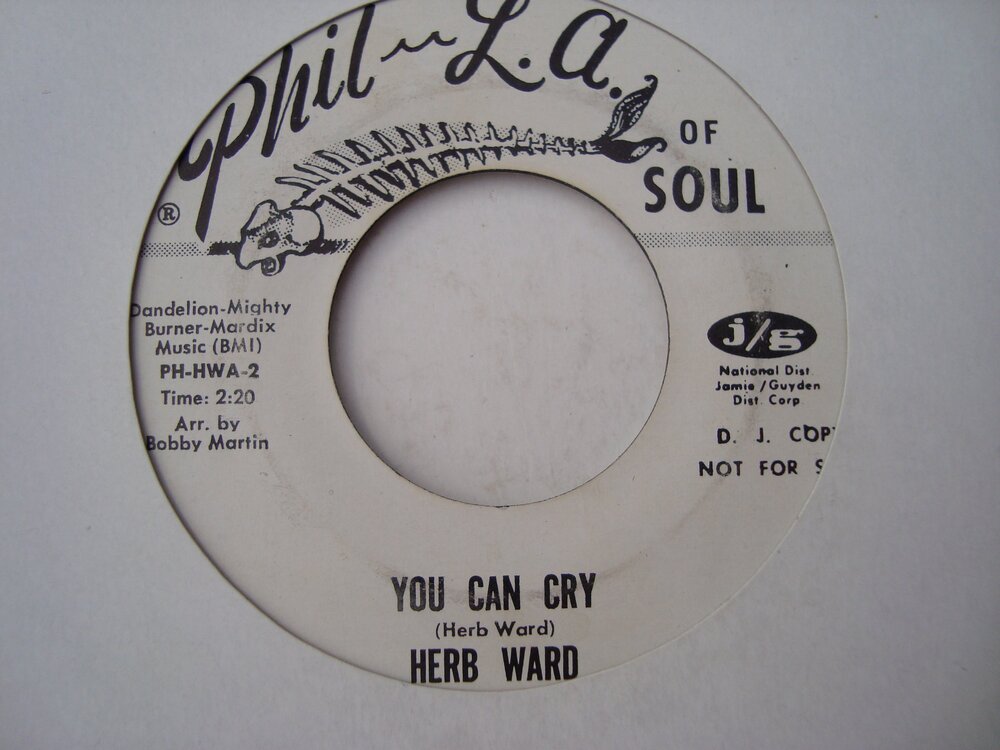 Phil-L.A.
OF
SOUL
®
Dandelion-Mighty
Burner-Mardix
Music (BMI)
PH-HWA-2
Time: 2:20
Arr. by
Bobby Martin
j/g
National Dist.
Jamie/Guyden
Dist. Corp.
D. J. COP
NOT FOR S
YOU CAN CRY
(Herb Ward)
HERB WARD